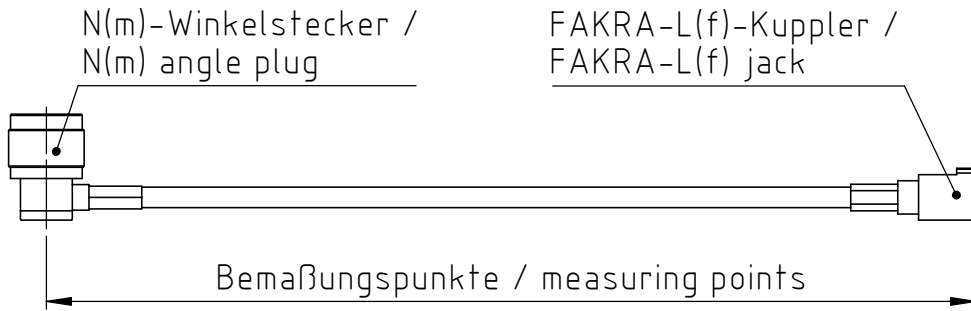 N(m)-Winkelstecker /
N(m) angle plug
FAKRA-L(f)-Kuppler /
FAKRA-L(f) jack
Bemaßungspunkte / measuring points